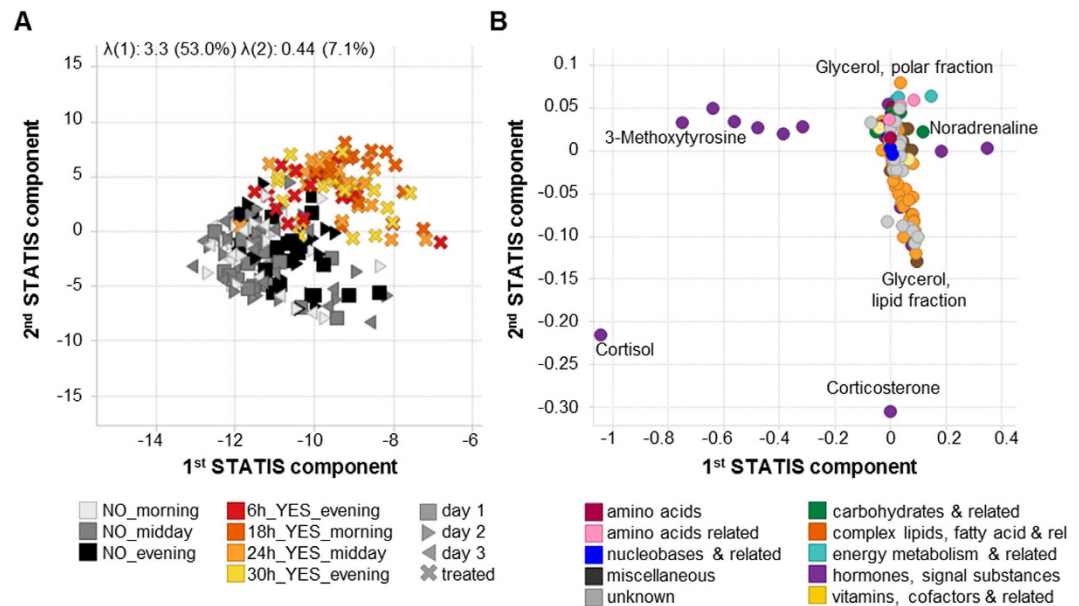 A
B
λ(1): 3.3 (53.0%) λ(2): 0.44 (7.1%)
15
10
5
0
-5
-10
-15
2nd STATIS component
-14
-12
-10
-8
-6
1st STATIS component
0.1
0.05
0
-0.05
-0.10
-0.15
-0.20
-0.25
-0.30
2nd STATIS component
Glycerol, polar fraction
3-Methoxytyrosine
Noradrenaline
Glycerol,
lipid fraction
Cortisol
Corticosterone
-1
-0.8
-0.6
-0.4
-0.2
0
0.2
0.4
1st STATIS component
NO_morning
NO_midday
NO_evening
6h_YES_evening
18h_YES_morning
24h_YES_midday
30h_YES_evening
day 1
day 2
day 3
treated
amino acids
amino acids related
nucleobases & related
miscellaneous
unknown
carbohydrates & related
complex lipids, fatty acid & rel
energy metabolism & related
hormones, signal substances
vitamins, cofactors & related